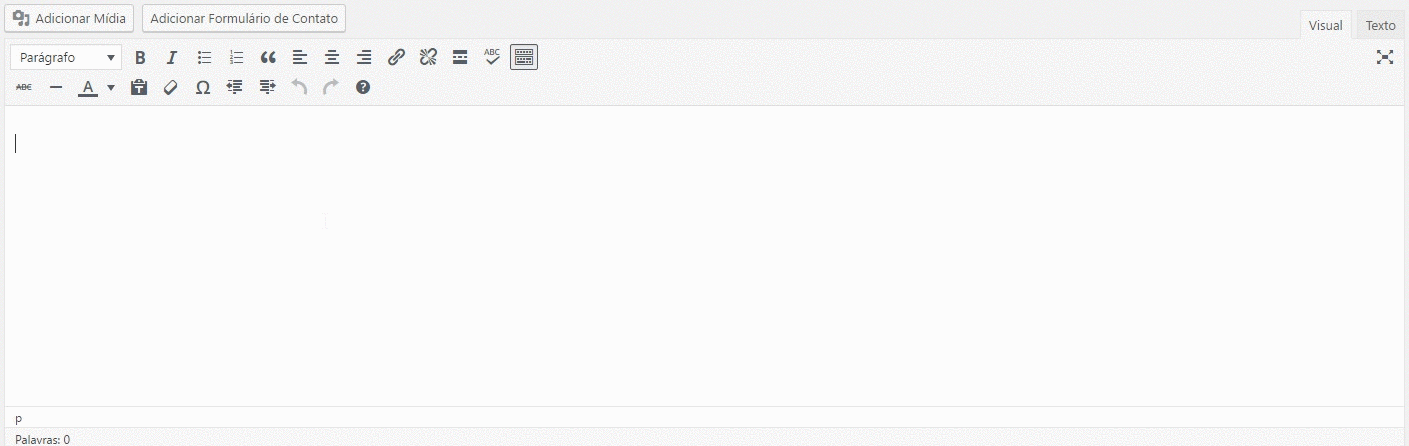 Adicionar Mídia Adicionar Formulário de Contato
Visual Texto
Parágrafo B I ABC
ABC A T Ω ?
p
Palavras: 0